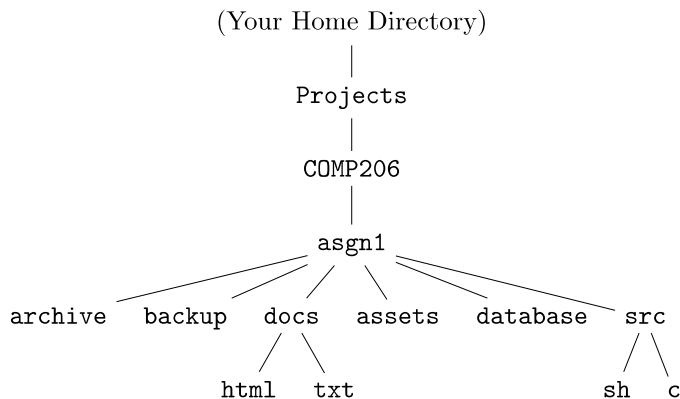 (Your Home Directory)
Projects
COMP206
asgn1
archive backup docs assets database src
html txt sh c